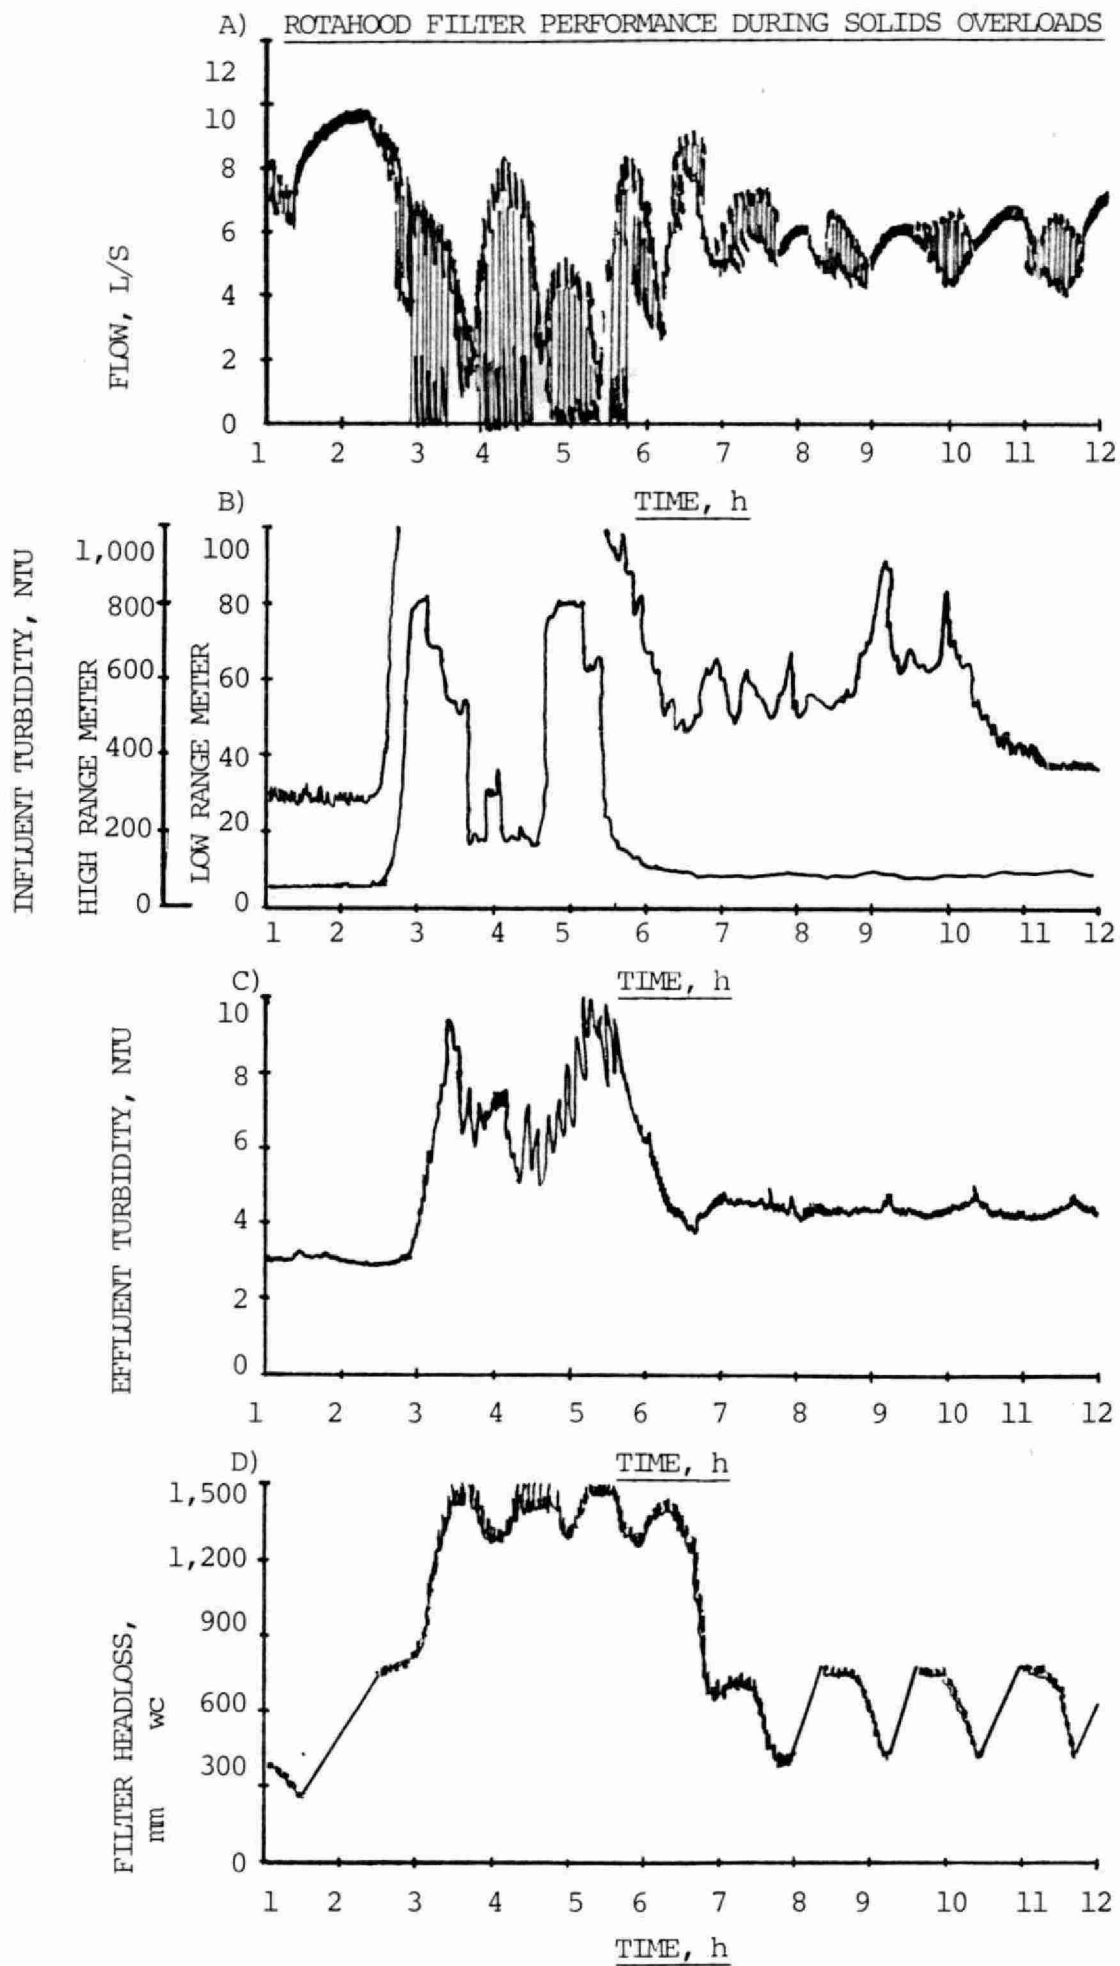 A) ROTAHOOD FILTER PERFORMANCE DURING SOLIDS OVERLOADS
12
10
8
6
4
2
0
FLOW, L/S
1 2 3 4 5 6 7 8 9 10 11 12
TIME, h
B)
INFLUENT TURBIDITY, NTU
HIGH RANGE METER
1,000
800
600
400
200
0
LOW RANGE METER
100
80
60
40
20
0
1 2 3 4 5 6 7 8 9 10 11 12
TIME, h
C)
EFFLUENT TURBIDITY, NTU
10
8
6
4
2
0
1 2 3 4 5 6 7 8 9 10 11 12
TIME, h
D)
FILTER HEADLOSS,
mm wc
1,500
1,200
900
600
300
0
1 2 3 4 5 6 7 8 9 10 11 12
TIME, h